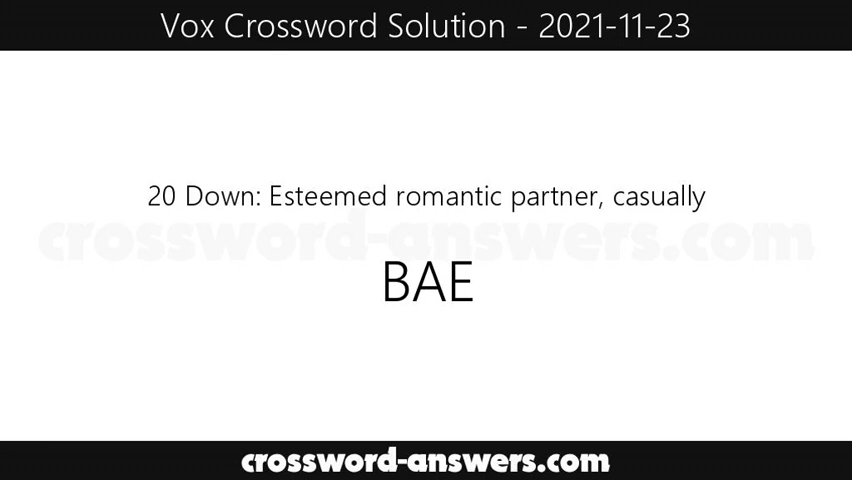 Vox Crossword Solution - 2021-11-23
20 Down: Esteemed romantic partner, casually
crossword-answers.com
BAE
crossword-answers.com